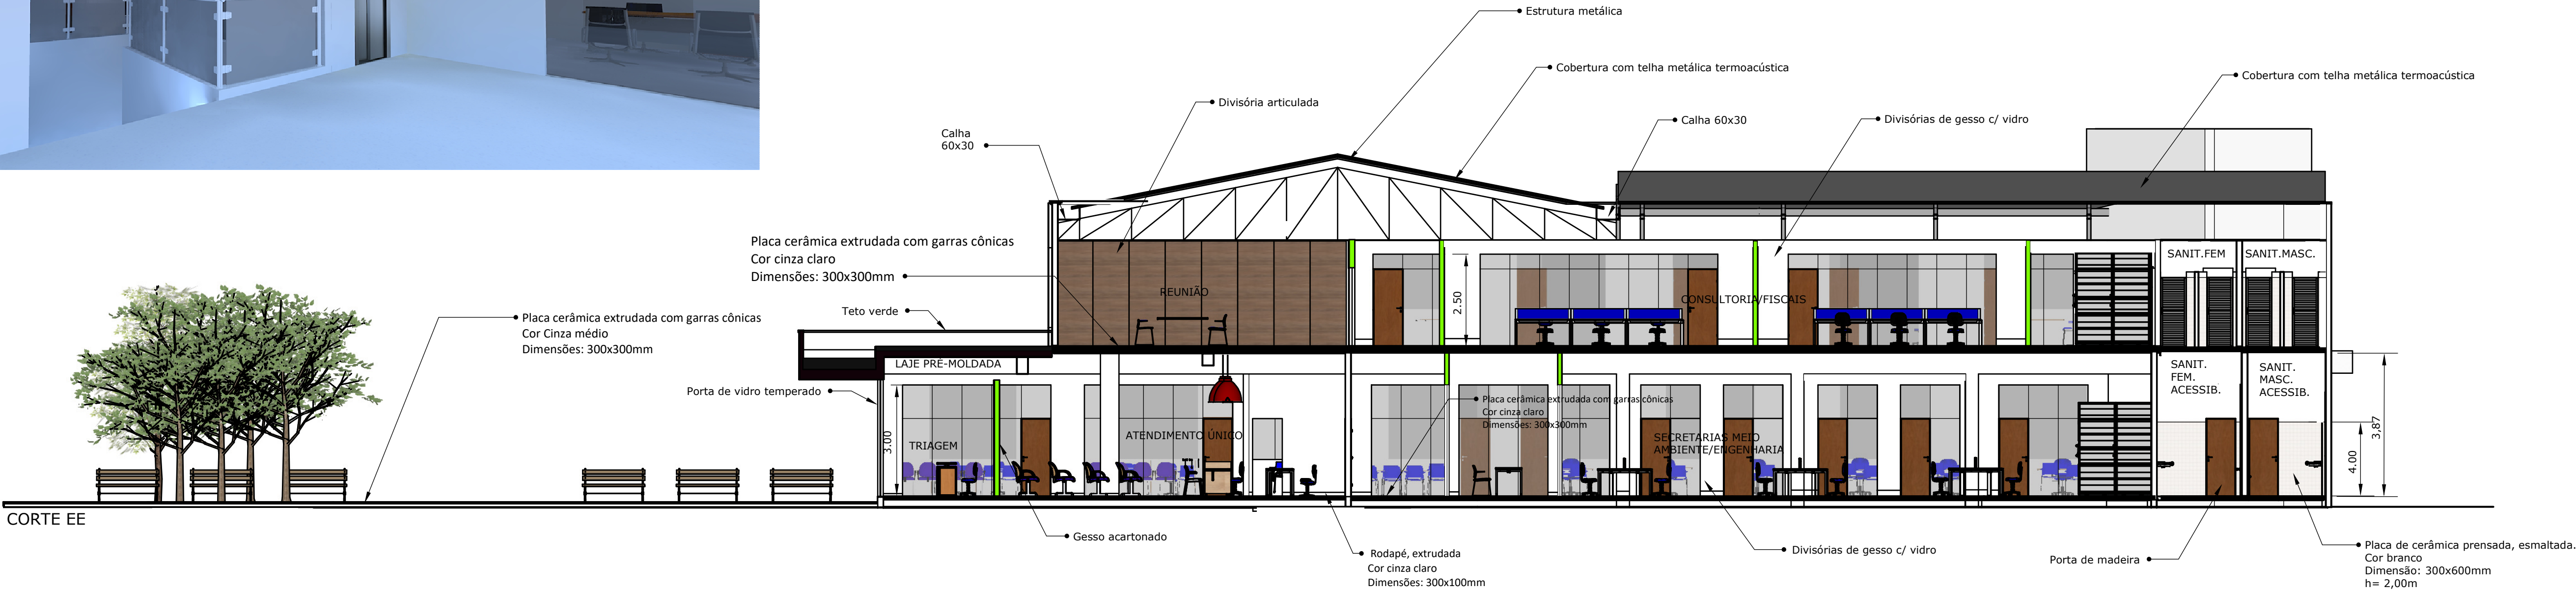 Estrutura metálica
Cobertura com telha metálica termoacústica
Cobertura com telha metálica termoacústica
Divisória articulada
Calha
60x30
Calha 60x30
Divisórias de gesso c/ vidro
Placa cerâmica extrudada com garras cônicas
Cor cinza claro
Dimensões: 300x300mm
SANIT.FEM
SANIT.MASC.
REUNIÃO
2.50
CONSULTORIA/FISCAIS
Teto verde
Placa cerâmica extrudada com garras cônicas
Cor Cinza médio
Dimensões: 300x300mm
LAJE PRÉ-MOLDADA
SANIT.
FEM.
ACESSIB.
SANIT.
MASC.
ACESSIB.
Porta de vidro temperado
Placa cerâmica extrudada com garras cônicas
Cor cinza claro
Dimensões: 300x300mm
3.00
TRIAGEM
ATENDIMENTO ÚNICO
SECRETARIAS MEIO
AMBIENTE/ENGENHARIA
4.00
3,87
CORTE EE
Gesso acartonado
Rodapé, extrudada
Cor cinza claro
Dimensões: 300x100mm
Divisórias de gesso c/ vidro
Porta de madeira
Placa de cerâmica prensada, esmaltada.
Cor branco
Dimensão: 300x600mm
h= 2,00m